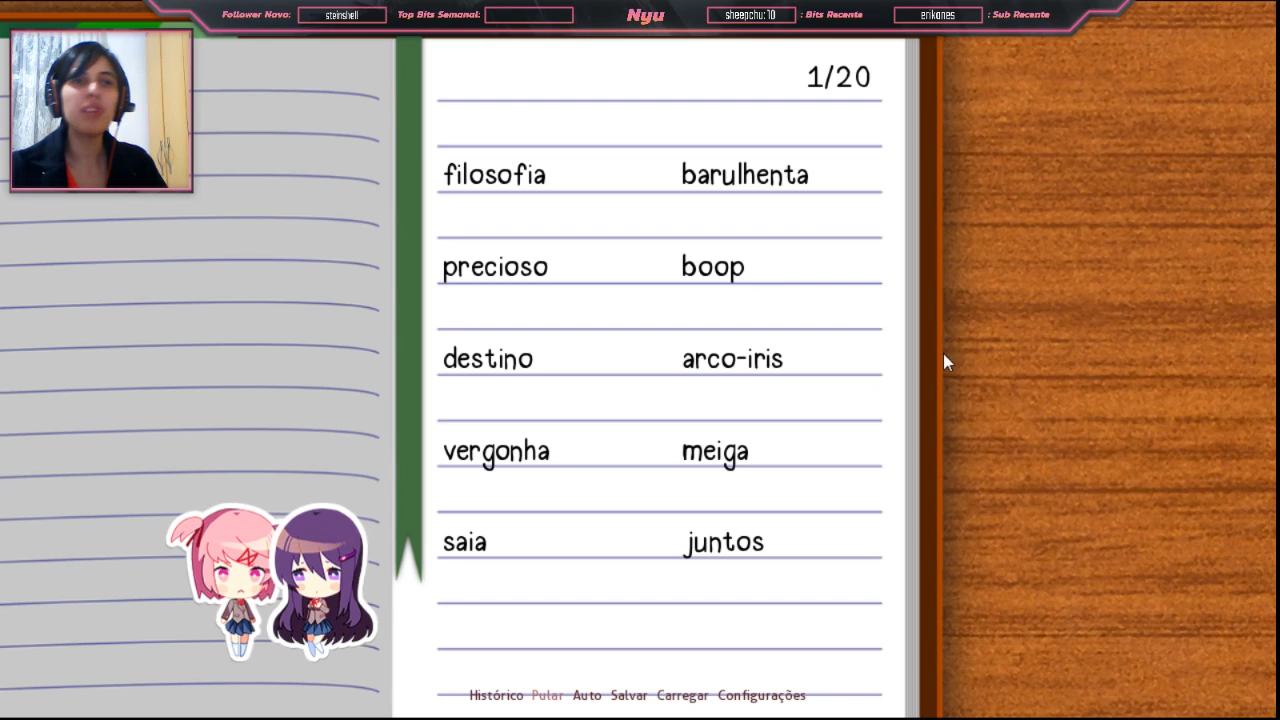 Follower Novo: steinshell Top Bits Semanal: Nyu sheepchu: 10 : Bits Recente erikanes : Sub Recente
1/20
filosofia barulhenta
precioso boop
destino arco-iris
vergonha meiga
saia juntos
Histórico Pular Auto Salvar Carregar Configurações